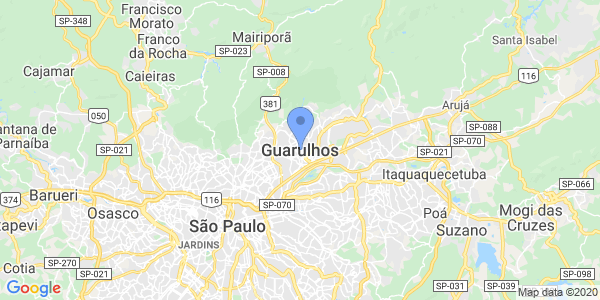 Francisco
Morato
SP-348
Mairiporã
Franco
da Rocha
SP-023
Santa Isabel
Cajamar
Caieiras
SP-008
116
381
Arujá
050
SP-088
SP-070
antana de
Parnaíba
SP-021
Guarulhos
SP-021
Itaquaquecetuba
SP-066
374
Barueri
116
SP-070
apevi
Osasco
São Paulo
Poá
Mogi das
Cruzes
Suzano
JARDINS
SP-270
Cotia
SP-021
SP-031
SP-039
SP-098
Map data ©2020